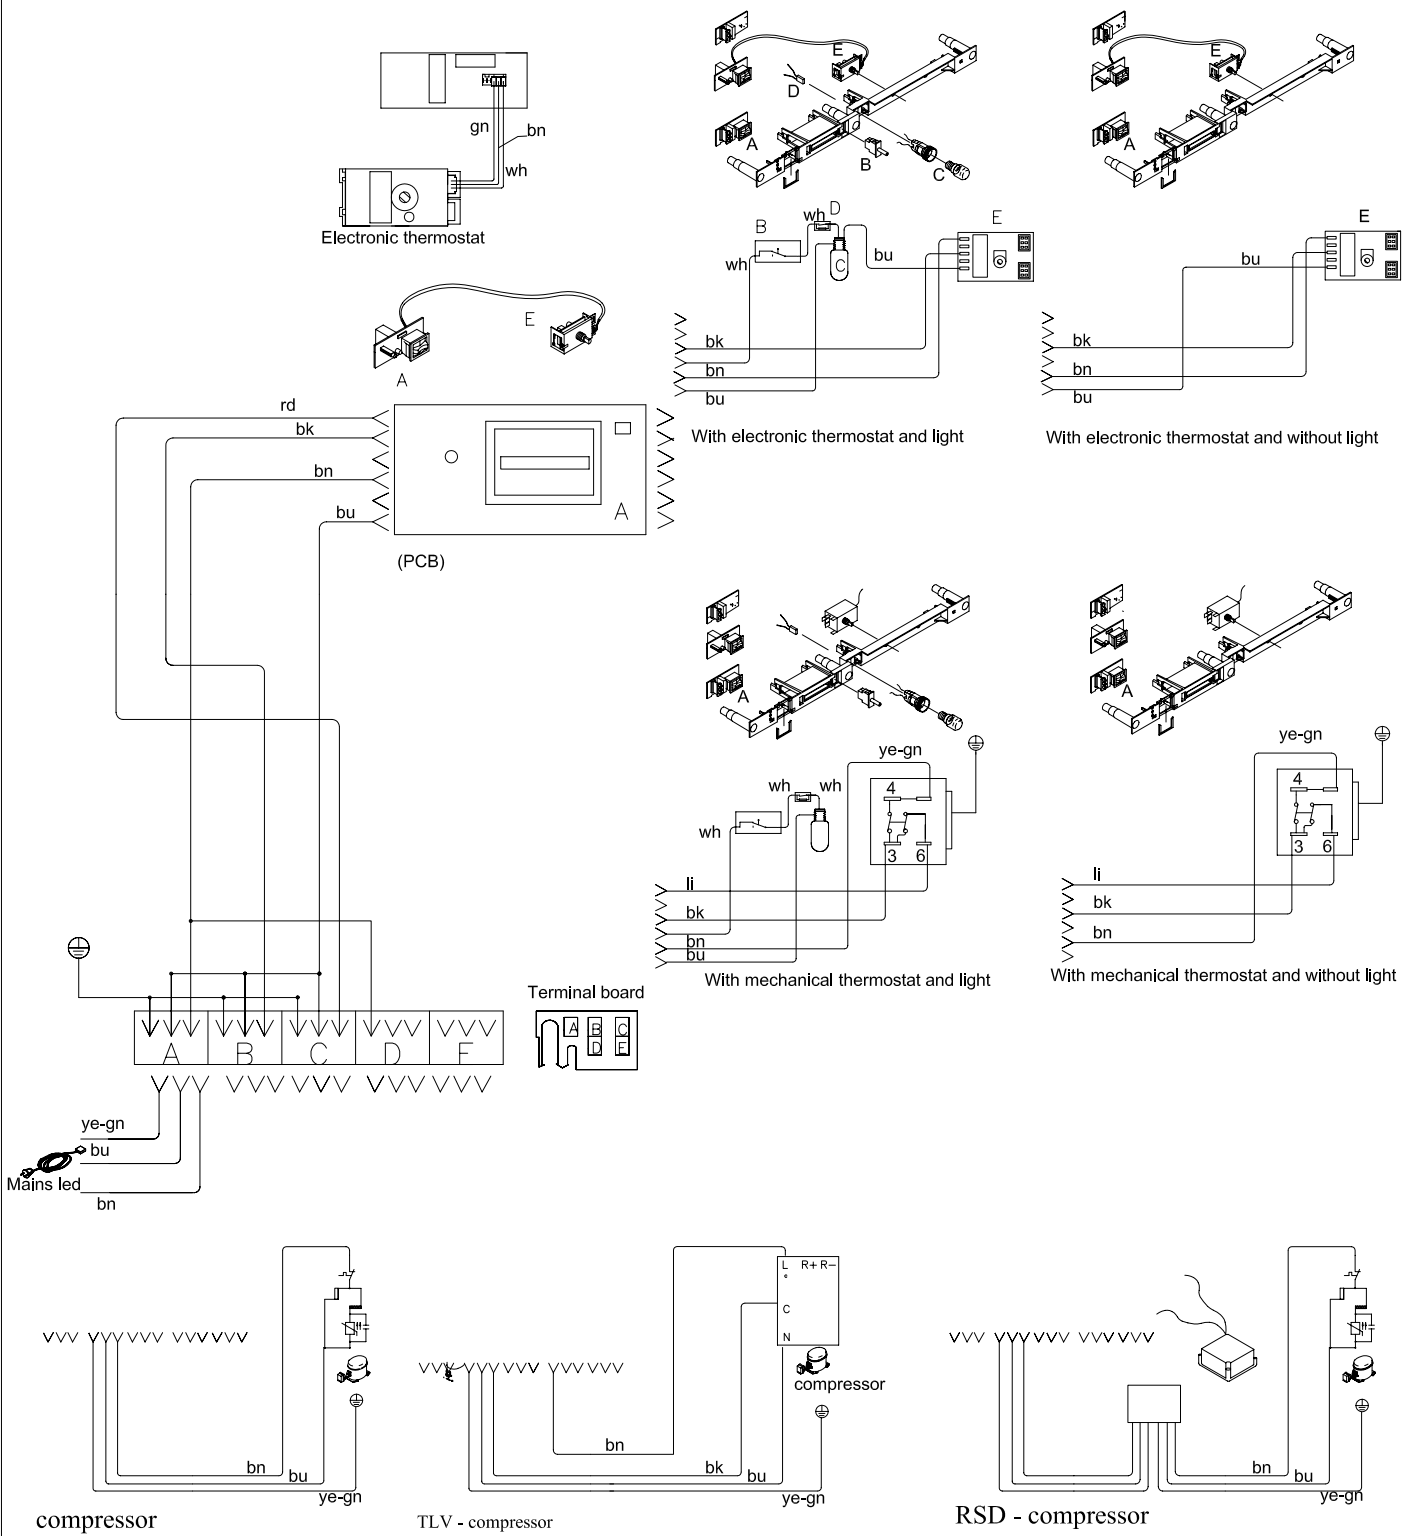 gn
bn
wh
Electronic thermostat
A
E
rd
bk
bn
bu
A
(PCB)
E
D
A
B
C
wh
D
B
wh
C
bu
E
bk
bn
bu
With electronic thermostat and light
E
A
E
bu
bk
bn
bu
With electronic thermostat and without light
A
ye-gn
wh
wh
wh
4
3
6
li
bk
bn
bu
With mechanical thermostat and light
A
ye-gn
4
3
6
li
bk
bn
With mechanical thermostat and without light
A
B
C
D
E
Terminal board
A
B
C
D
E
ye-gn
bu
Mains led
bn
bn
bu
ye-gn
compressor
L
R+
R-
C
N
compressor
bn
bk
bu
ye-gn
TLV - compressor
bn
bu
ye-gn
RSD - compressor